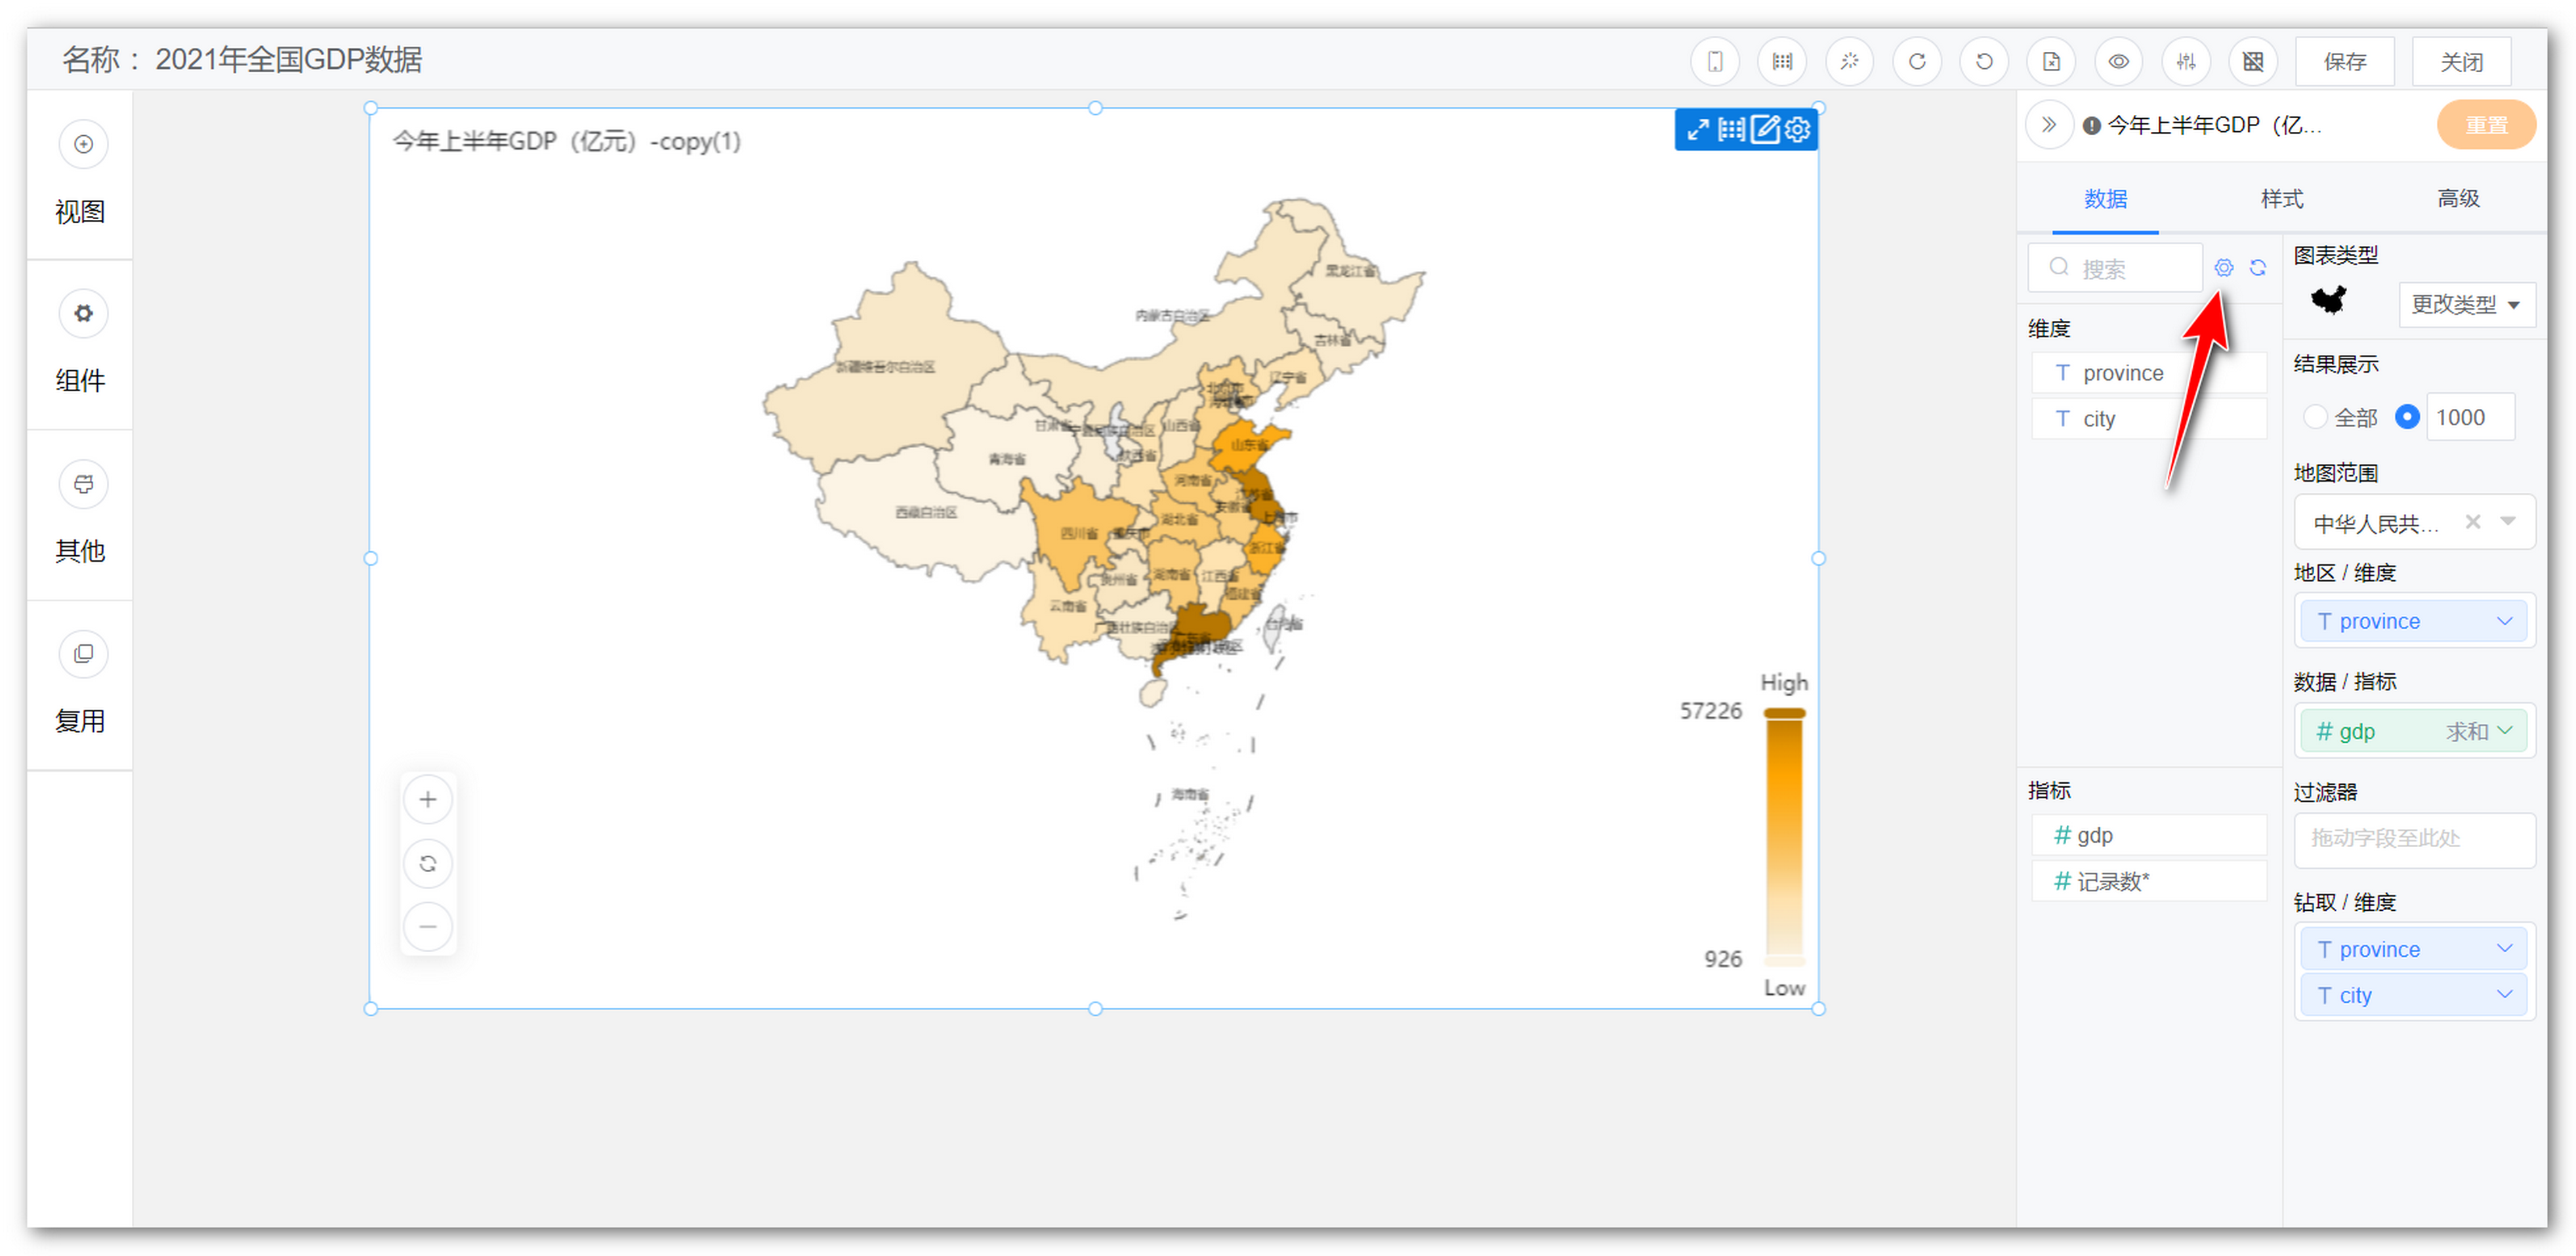 名称： 2021年全国GDP数据
保存
关闭
视图
组件
其他
复用
今年上半年GDP（亿元）-copy(1)
黑龙江省
内蒙古自治区
吉林省
新疆维吾尔自治区
辽宁省
北京市
甘肃省
宁夏回族自治区
山西省
山东省
陕西省
青海省
河南省
江苏省
西藏自治区
安徽省
湖北省
上海市
四川省
重庆市
浙江省
贵州省
湖南省
江西省
福建省
云南省
广西壮族自治区
广东省
台湾省
海南省
High
57226
926
Low
今年上半年GDP（亿...
重置
数据
样式
高级
搜索
维度
T province
T city
指标
# gdp
# 记录数*
图表类型
更改类型
结果展示
全部
1000
地图范围
中华人民共...
地区 / 维度
T province
数据 / 指标
# gdp 求和
过滤器
拖动字段至此处
钻取 / 维度
T province
T city